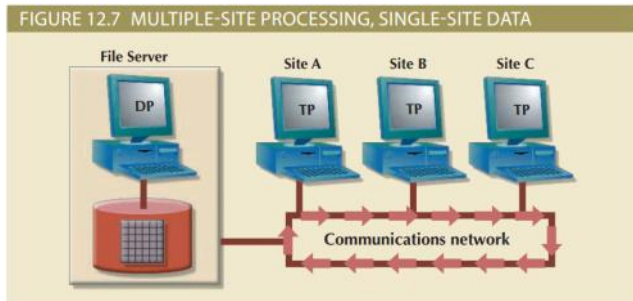 FIGURE 12.7 MULTIPLE-SITE PROCESSING, SINGLE-SITE DATA
File Server
Site A
Site B
Site C
DP
TP
TP
TP
Communications network